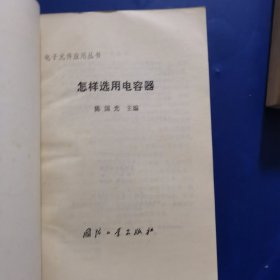 电子元件应用丛书
怎样选用电容器
陈国光 主编
国防工业出版社